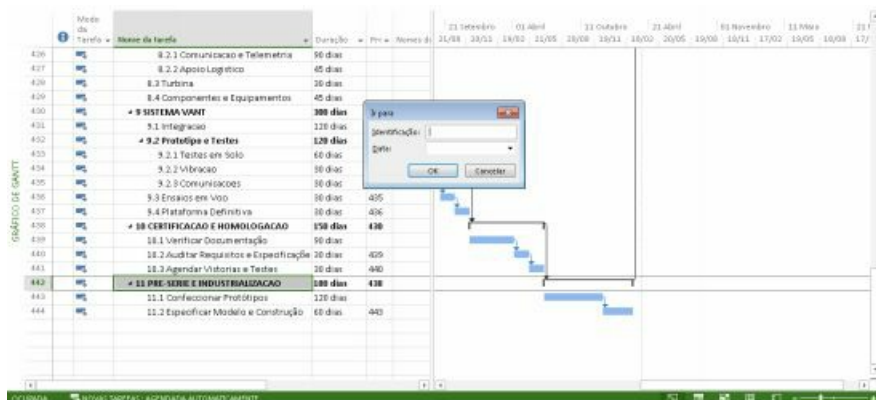 Modo da Tarefa Nome da tarefa Duração Nomes
21 Setembro 01 Abril 11 Outubro 21 Abril 01 Novembro 11 Maio
426 8.2.1 Comunicacao e Telemetria 90 dias
427 8.2.2 Apoio Logistico 45 dias
428 8.3 Turbina 30 dias
429 8.4 Componentes e Equipamentos 45 dias
430 9 SISTEMA VANT 300 dias
431 9.1 Integracao 120 dias
432 9.2 Prototipo e Testes 120 dias
433 9.2.1 Testes em Solo 60 dias
434 9.2.2 Vibracao 30 dias
435 9.2.3 Comunicacoes 30 dias
436 9.3 Ensaios em Voo 30 dias 435
437 9.4 Plataforma Definitiva 30 dias 436
438 10 CERTIFICACAO E HOMOLOGACAO 150 dias 430
439 10.1 Verificar Documentação 90 dias
440 10.2 Auditar Requisitos e Especificaçõe 30 dias 439
441 10.3 Agendar Vistorias e Testes 30 dias 440
442 11 PRE-SERIE E INDUSTRIALIZACAO 180 dias 438
443 11.1 Confeccionar Protótipos 120 dias
444 11.2 Especificar Modelo e Construção 60 dias 443
Ir para
Identificação:
Data:
OK Cancelar
GRÁFICO DE GANTT
OCUPADA NOVAS TAREFAS : AGENDADA AUTOMATICAMENTE